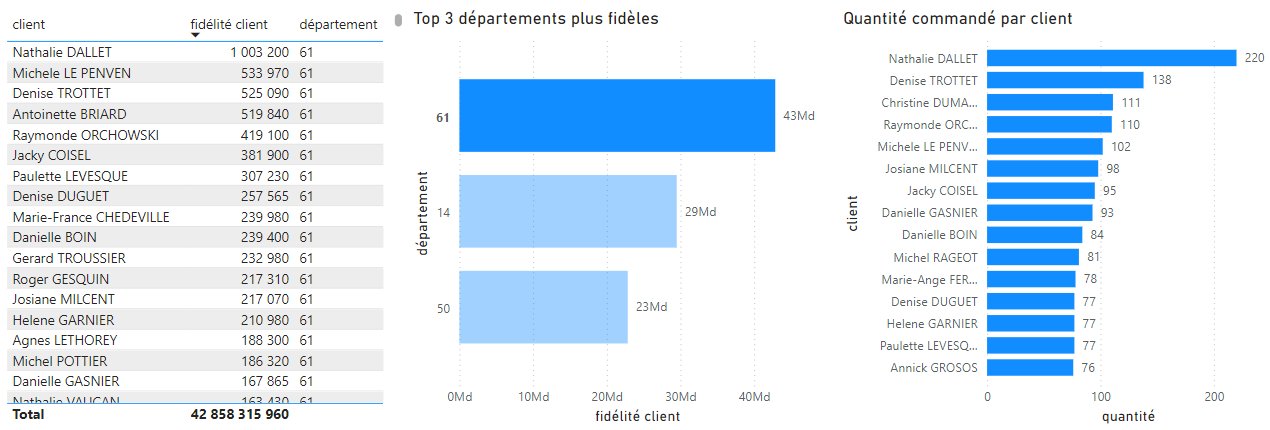 client fidélité client département
Nathalie DALLET 1 003 200 61
Michele LE PENVEN 533 970 61
Denise TROTTET 525 090 61
Antoinette BRIARD 519 840 61
Raymonde ORCHOWSKI 419 100 61
Jacky COISEL 381 900 61
Paulette LEVESQUE 307 230 61
Denise DUGUET 257 565 61
Marie-France CHEDEVILLE 239 980 61
Danielle BOIN 239 400 61
Gerard TROUSSIER 232 980 61
Roger GESQUIN 217 310 61
Josiane MILCENT 217 070 61
Helene GARNIER 210 980 61
Agnes LETHOREY 188 300 61
Michel POTTIER 186 320 61
Danielle GASNIER 167 865 61
Nathalie VAUCAN 163 430 61
Total 42 858 315 960
Top 3 départements plus fidèles
département
61 43Md
14 29Md
50 23Md
0Md 10Md 20Md 30Md 40Md
fidélité client
Quantité commandé par client
client
Nathalie DALLET 220
Denise TROTTET 138
Christine DUMA... 111
Raymonde ORC... 110
Michele LE PENV... 102
Josiane MILCENT 98
Jacky COISEL 95
Danielle GASNIER 93
Danielle BOIN 84
Michel RAGEOT 81
Marie-Ange FER... 78
Denise DUGUET 77
Helene GARNIER 77
Paulette LEVESQ... 77
Annick GROSOS 76
0 100 200
quantité